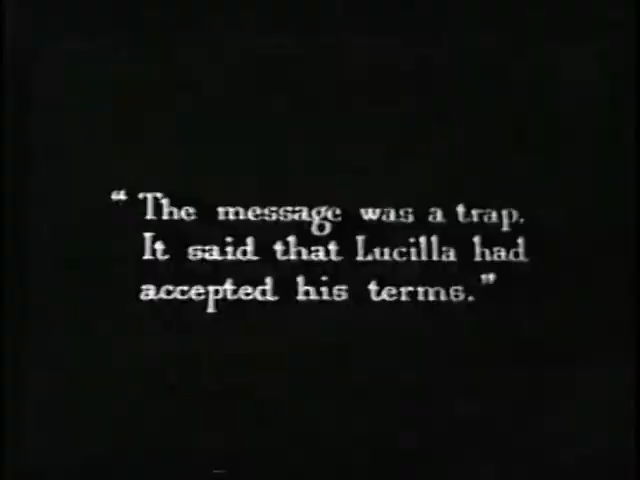 “The message was a trap.
It said that Lucilla had
accepted his terms.”